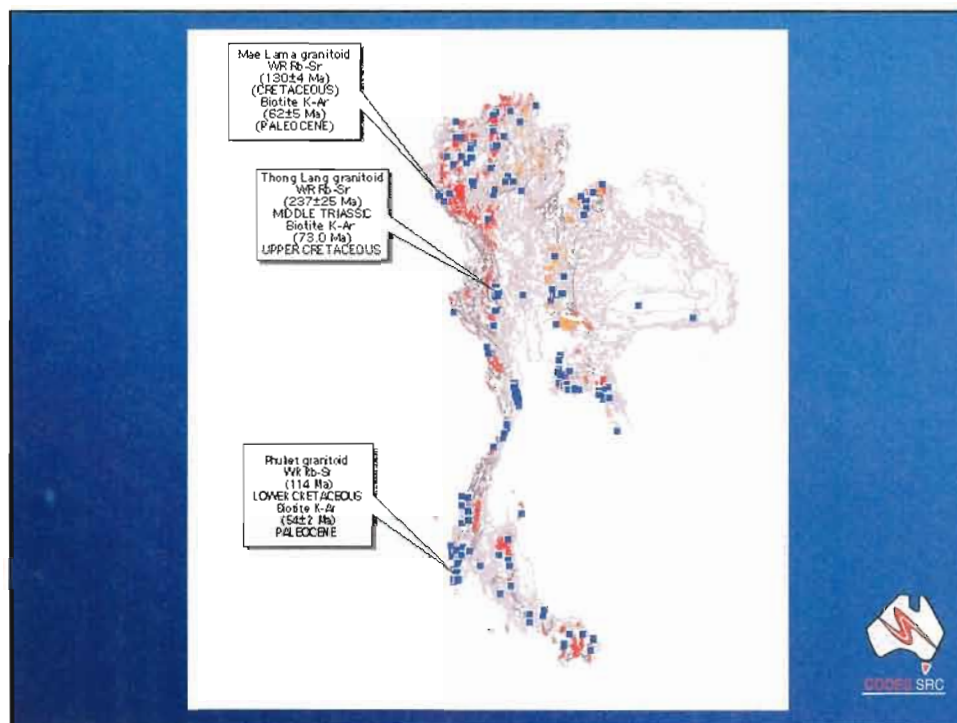 Mae Lama granitoid
WR Rb-Sr
(130±4 Ma)
(CRETACEOUS)
Biotite K-Ar
(62±5 Ma)
(PALEOCENE)
Thong Lang granitoid
WR Rb-Sr
(237±25 Ma)
MIDDLE TRIASSIC
Biotite K-Ar
(73.0 Ma)
UPPER CRETACEOUS
Phuket granitoid
WR Rb-Sr
(114 Ma)
LOWER CRETACEOUS
Biotite K-Ar
(54±2 Ma)
PALEOCENE
CODES SRC